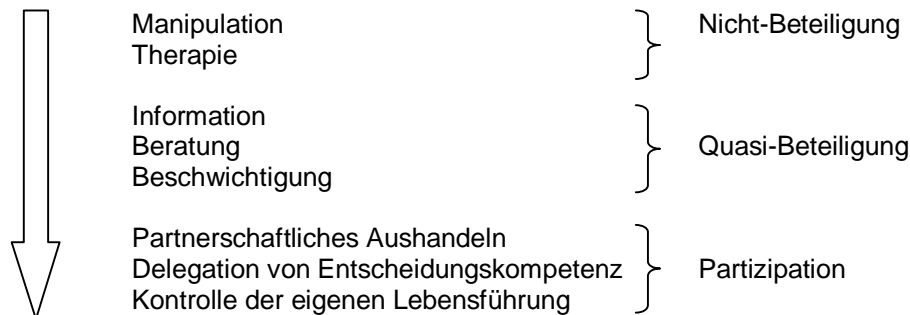 Manipulation Nicht-Beteiligung
Therapie
Information
Beratung Quasi-Beteiligung
Beschwichtigung
Partnerschaftliches Aushandeln
Delegation von Entscheidungskompetenz Partizipation
Kontrolle der eigenen Lebensführung